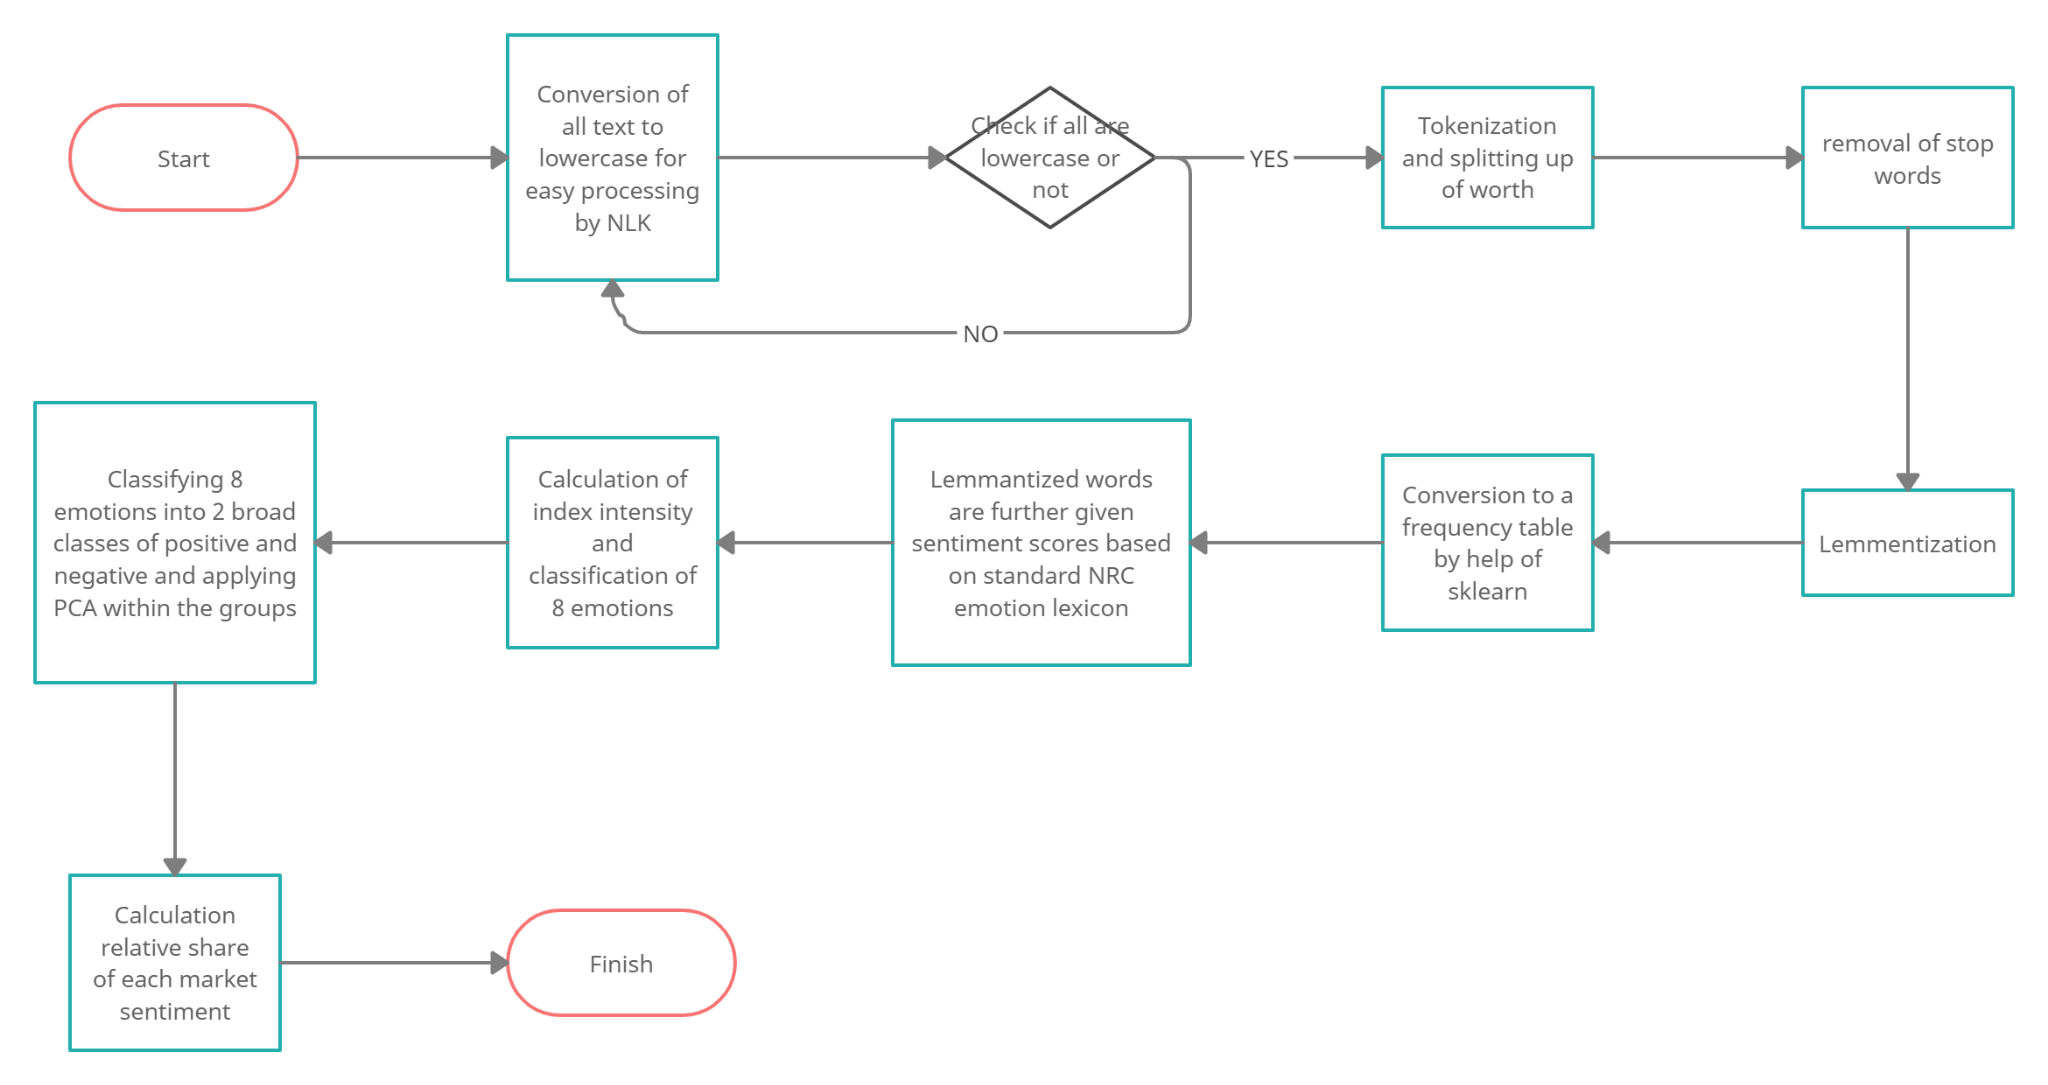 Start
Conversion of
all text to
lowercase for
easy processing
by NLK
Check if all are
lowercase or
not
YES
NO
Tokenization
and splitting up
of worth
removal of stop
words
Lemmentization
Conversion to a
frequency table
by help of
sklearn
Lemmantized words
are further given
sentiment scores based
on standard NRC
emotion lexicon
Calculation of
index intensity
and
classification of
8 emotions
Classifying 8
emotions into 2 broad
classes of positive and
negative and applying
PCA within the groups
Calculation
relative share
of each market
sentiment
Finish